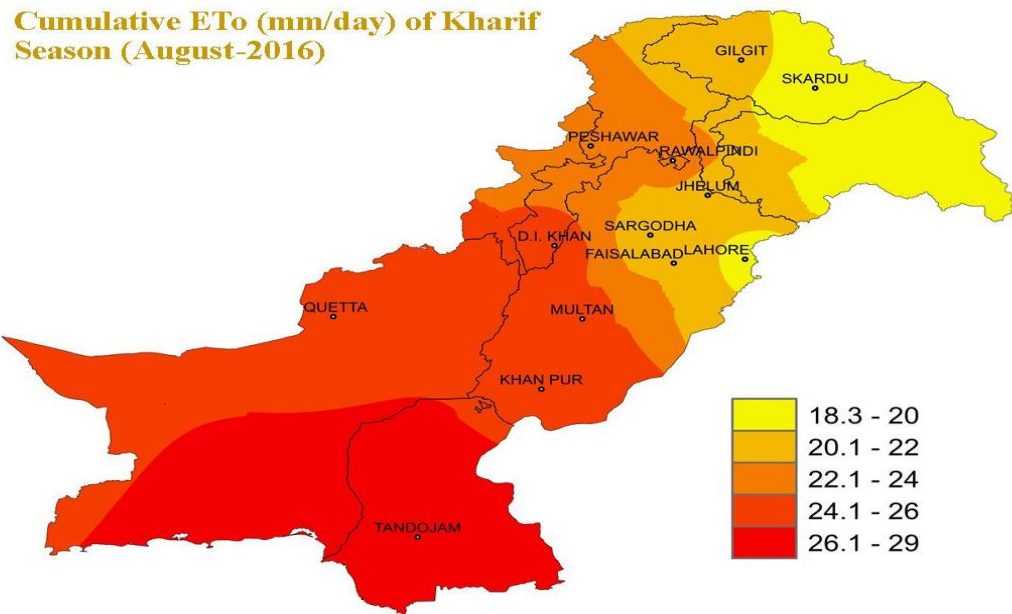 Cumulative ETo (mm/day) of Kharif
Season (August-2016)
GILGIT
SKARDU
PESHAWAR
RAWALPINDI
JHELUM
SARGODHA
D.I. KHAN
FAISALABAD
LAHORE
QUETTA
MULTAN
KHAN PUR
TANDOJAM
18.3 - 20
20.1 - 22
22.1 - 24
24.1 - 26
26.1 - 29